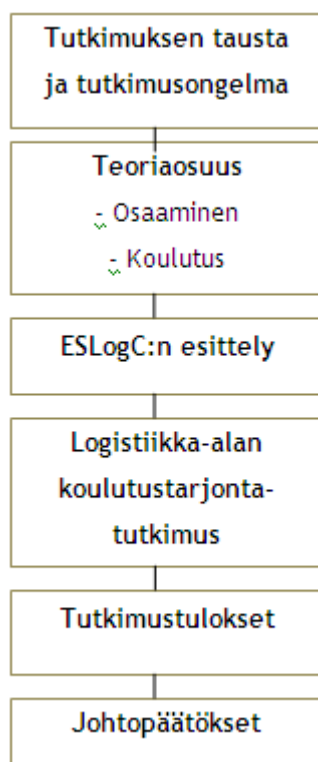 Tutkimuksen tausta
ja tutkimusongelma
Teoriaosuus
- Osaaminen
- Koulutus
ESLogC:n esittely
Logistiikka-alan
koulutustarjonta-
tutkimus
Tutkimustulokset
Johtopäätökset